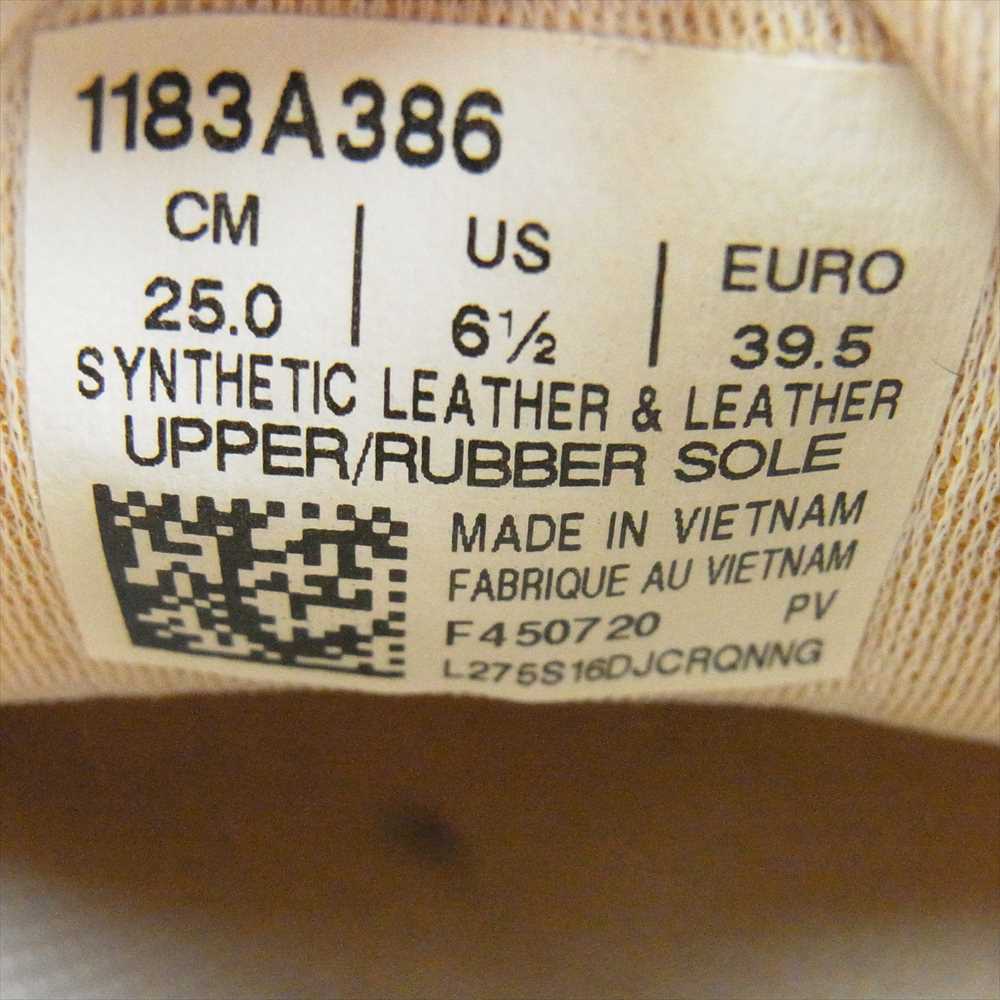 1183A386
CM | US | EURO
25.0 | 6½ | 39.5
SYNTHETIC LEATHER & LEATHER
UPPER/RUBBER SOLE
MADE IN VIETNAM
FABRIQUE AU VIETNAM
F450720 PV
L275S16DJCRQNNG